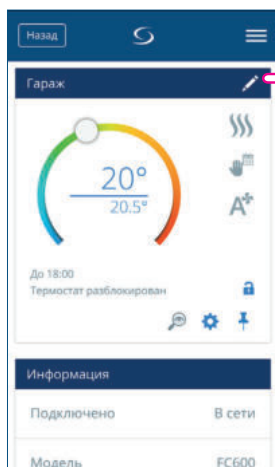 Назад
Гараж
20°
20.5°
A
До 18:00
Термостат разблокирован
Информация
Подключено В сети
Модель FC600